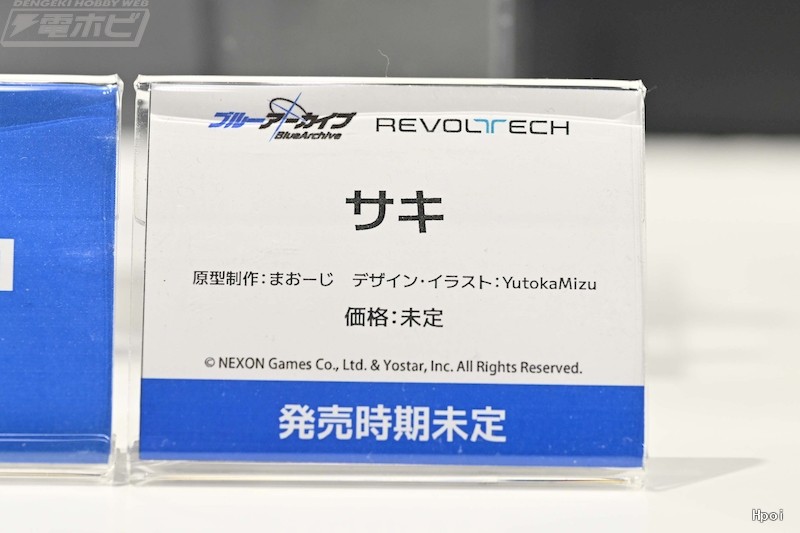 DENGEKI HOBBY WEB
電ホビ
ブルーアーカイブ
BlueArchive
REVOLTECH
サキ
原型制作：まおーじ　デザイン・イラスト：YutokaMizu
価格：未定
© NEXON Games Co., Ltd. & Yostar, Inc. All Rights Reserved.
発売時期未定
Hpoi